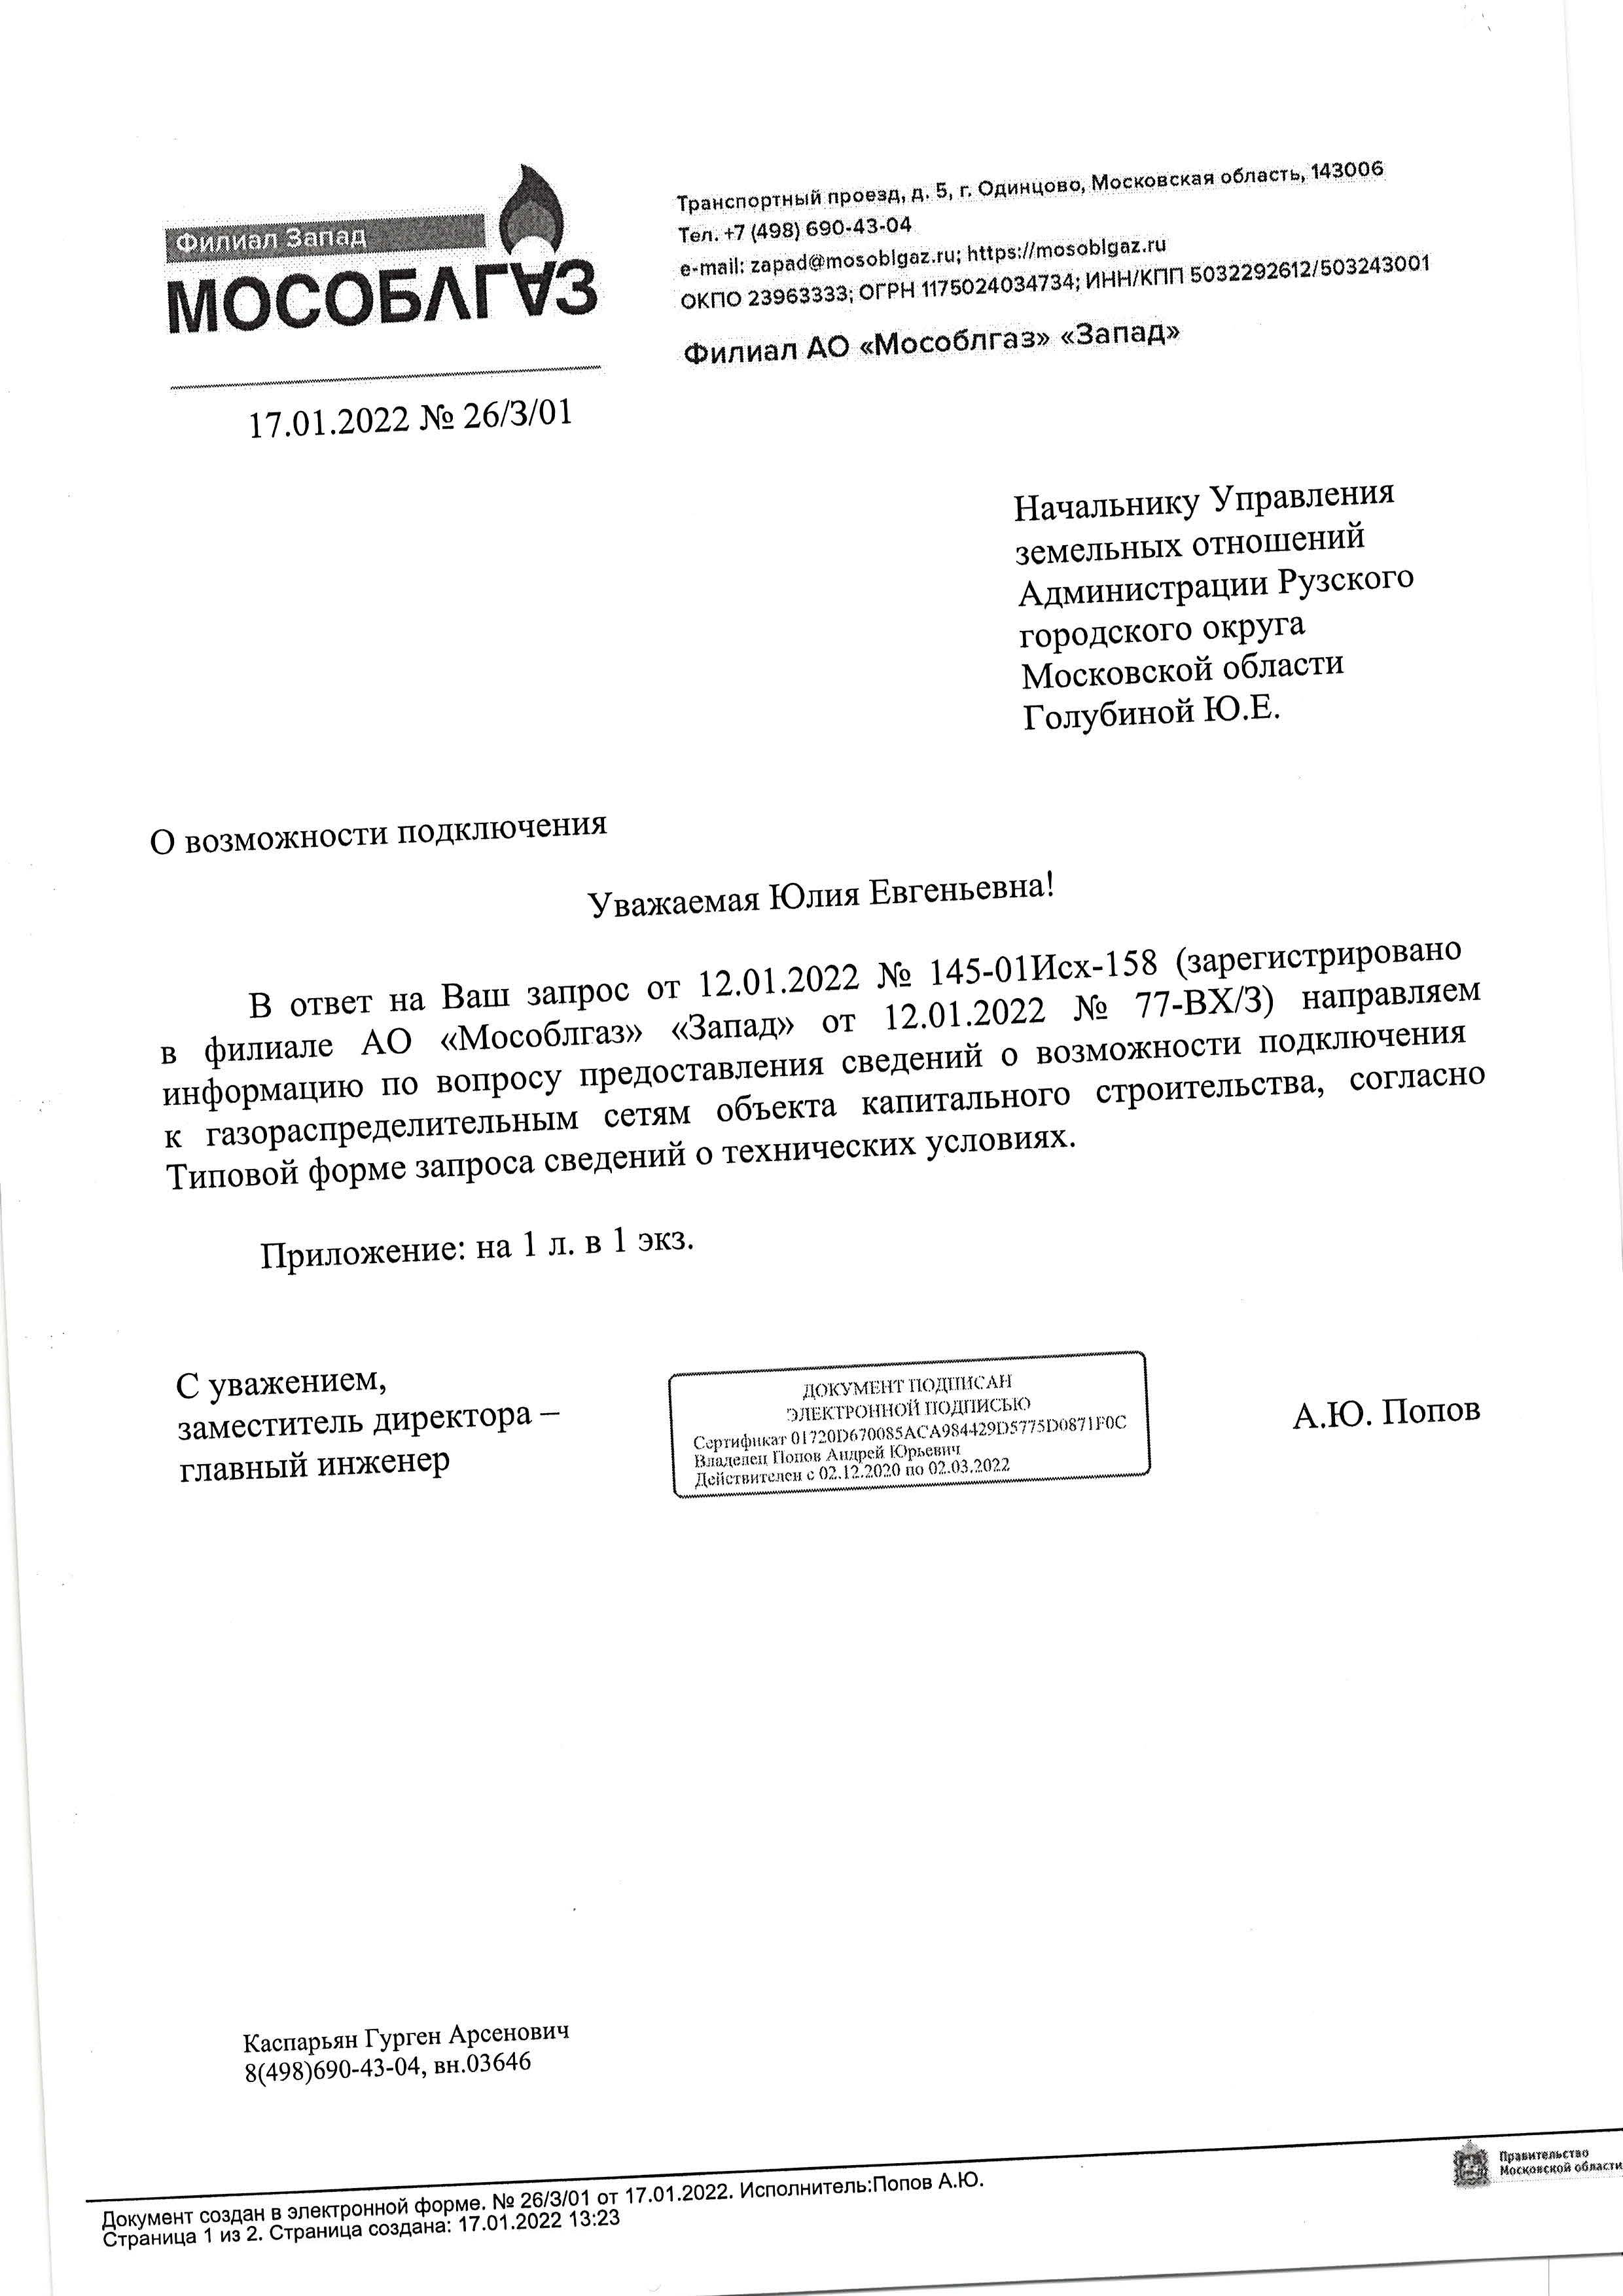 Филиал Запад
МОСОБЛГАЗ
Транспортный проезд, д. 5, г. Одинцово, Московская область, 143006
Тел. +7 (498) 690-43-04
e-mail: zapad@mosoblgaz.ru; https://mosoblgaz.ru
ОКПО 23963333; ОГРН 1175024034734; ИНН/КПП 5032292612/503243001
Филиал АО «Мособлгаз» «Запад»
17.01.2022 № 26/З/01
Начальнику Управления
земельных отношений
Администрации Рузского
городского округа
Московской области
Голубиной Ю.Е.
О возможности подключения
Уважаемая Юлия Евгеньевна!
В ответ на Ваш запрос от 12.01.2022 № 145-01Исх-158 (зарегистрировано
в филиале АО «Мособлгаз» «Запад» от 12.01.2022 № 77-ВХ/З) направляем
информацию по вопросу предоставления сведений о возможности подключения
к газораспределительным сетям объекта капитального строительства, согласно
Типовой форме запроса сведений о технических условиях.
Приложение: на 1 л. в 1 экз.
С уважением,
заместитель директора –
главный инженер
ДОКУМЕНТ ПОДПИСАН
ЭЛЕКТРОННОЙ ПОДПИСЬЮ
Сертификат 01720D670085ACA984429D5775D0871F0C
Владелец Попов Андрей Юрьевич
Действителен с 02.12.2020 по 02.03.2022
А.Ю. Попов
Каспарьян Гурген Арсенович
8(498)690-43-04, вн.03646
Документ создан в электронной форме. № 26/З/01 от 17.01.2022. Исполнитель:Попов А.Ю.
Страница 1 из 2. Страница создана: 17.01.2022 13:23
Правительство
Московской области